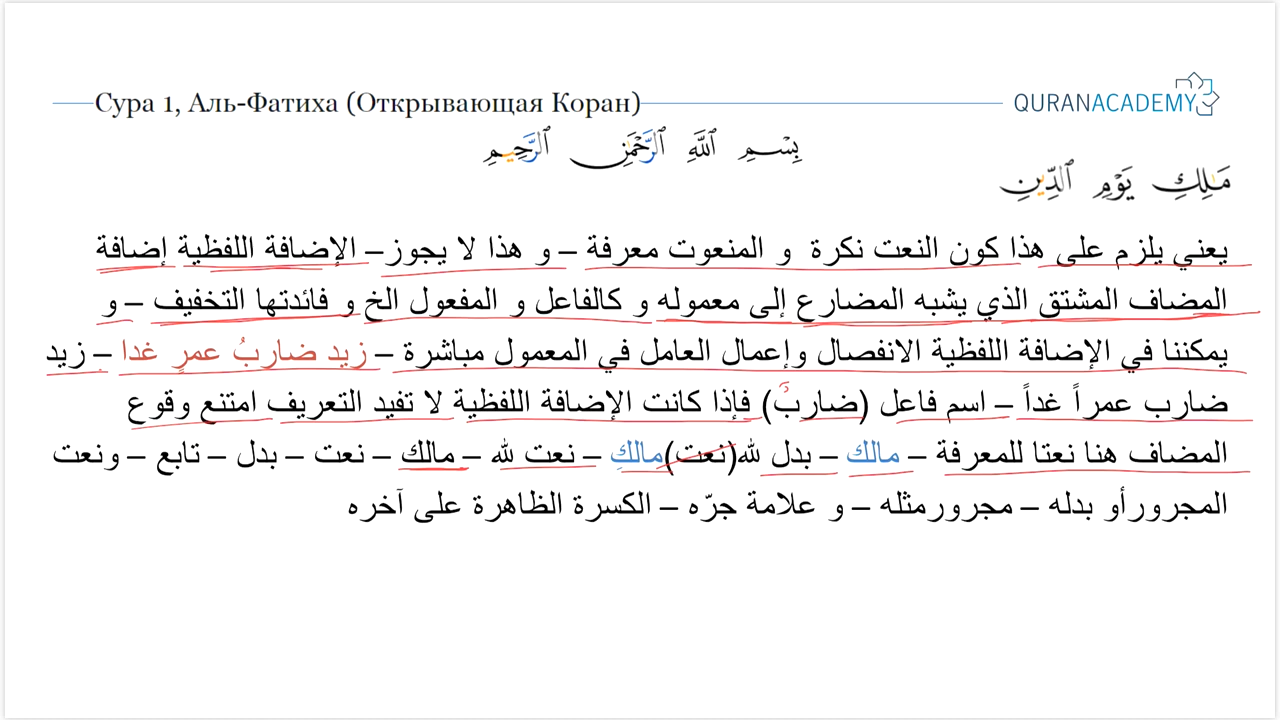 Сура 1, Аль-Фатиха (Открывающая Коран)
QURANACADEMY
بِسْمِ ٱللَّهِ ٱلرَّحْمَٰنِ ٱلرَّحِيمِ
مَٰلِكِ يَوْمِ ٱلدِّينِ
يعني يلزم على هذا كون النعت نكرة و المنعوت معرفة – و هذا لا يجوز– الإضافة اللفظية إضافة
المضاف المشتق الذي يشبه المضارع إلى معموله و كالفاعل و المفعول الخ و فائدتها التخفيف – و
يمكننا في الإضافة اللفظية الانفصال وإعمال العامل في المعمول مباشرة – زيد ضاربُ عمرٍ غدا – زيد
ضارب عمراً غداً – اسم فاعل (ضاربٌ) فإذا كانت الإضافة اللفظية لا تفيد التعريف امتنع وقوع
المضاف هنا نعتا للمعرفة – مالك – بدل لله(نعت)مالكِ – نعت لله – مالك – نعت – بدل – تابع – ونعت
المجرورأو بدله – مجرورمثله – و علامة جرّه – الكسرة الظاهرة على آخره